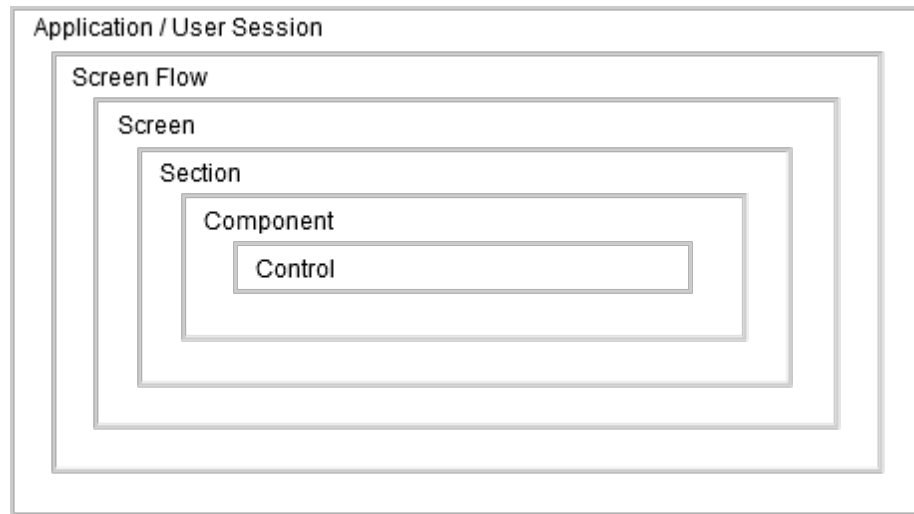 Application / User Session
Screen Flow
Screen
Section
Component
Control